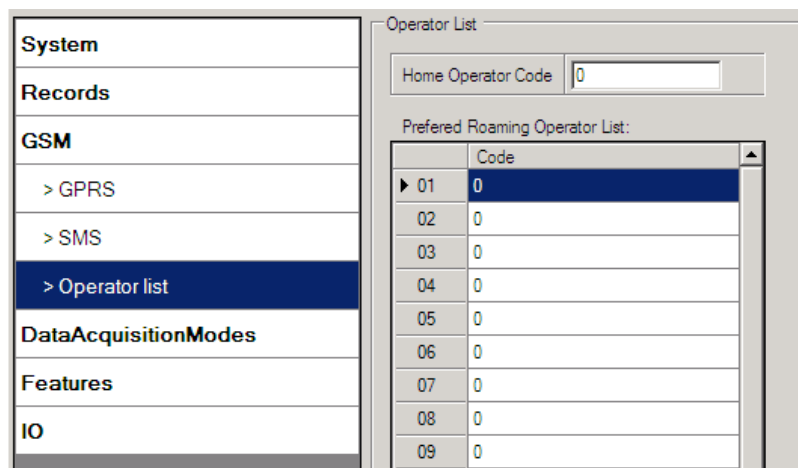 System
Records
GSM
> GPRS
> SMS
> Operator list
DataAcquisitionModes
Features
IO
Operator List
Home Operator Code 0
Prefered Roaming Operator List:
Code
01 0
02 0
03 0
04 0
05 0
06 0
07 0
08 0
09 0